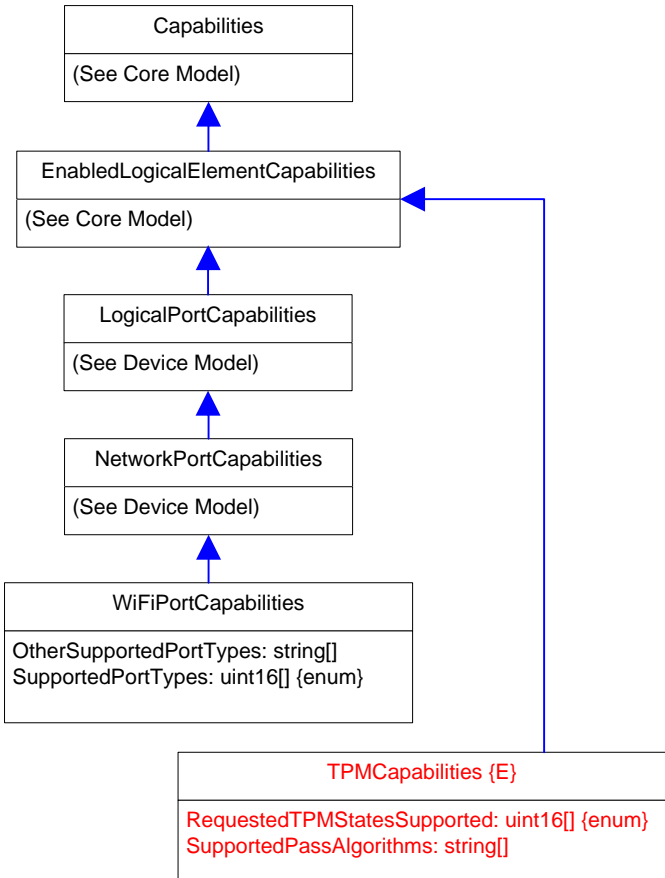 Capabilities
(See Core Model)
EnabledLogicalElementCapabilities
(See Core Model)
LogicalPortCapabilities
(See Device Model)
NetworkPortCapabilities
(See Device Model)
WiFiPortCapabilities
OtherSupportedPortTypes: string[]
SupportedPortTypes: uint16[] {enum}
TPMCapabilities {E}
RequestedTPMStatesSupported: uint16[] {enum}
SupportedPassAlgorithms: string[]